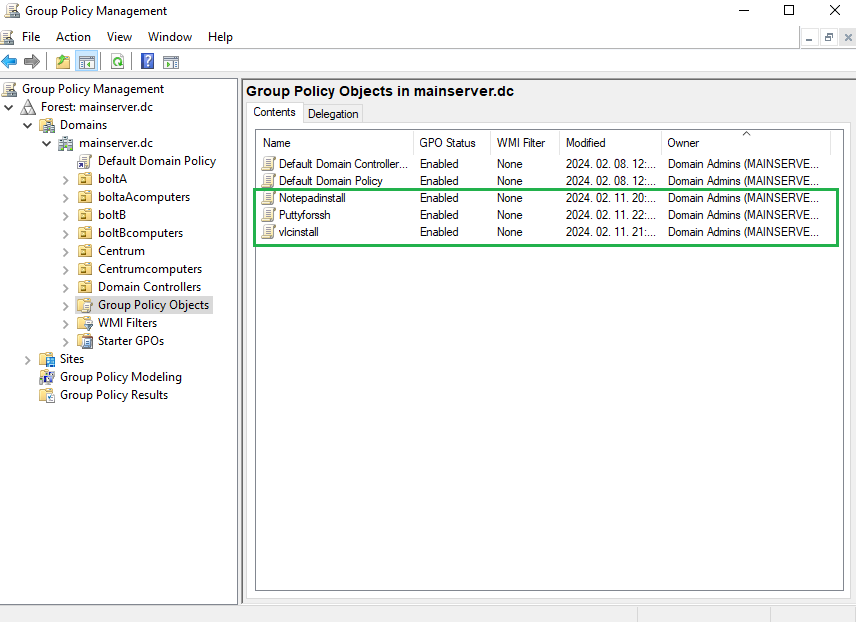 Group Policy Management
File Action View Window Help
Group Policy Management
Forest: mainserver.dc
Domains
mainserver.dc
Default Domain Policy
boltA
boltaAcomputers
boltB
boltBcomputers
Centrum
Centrumcomputers
Domain Controllers
Group Policy Objects
WMI Filters
Starter GPOs
Sites
Group Policy Modeling
Group Policy Results
Group Policy Objects in mainserver.dc
Contents Delegation
Name GPO Status WMI Filter Modified Owner
Default Domain Controller... Enabled None 2024. 02. 08. 12:... Domain Admins (MAINSERVE...
Default Domain Policy Enabled None 2024. 02. 08. 12:... Domain Admins (MAINSERVE...
Notepadinstall Enabled None 2024. 02. 11. 20:... Domain Admins (MAINSERVE...
Puttyforssh Enabled None 2024. 02. 11. 22:... Domain Admins (MAINSERVE...
vlcinstall Enabled None 2024. 02. 11. 21:... Domain Admins (MAINSERVE...